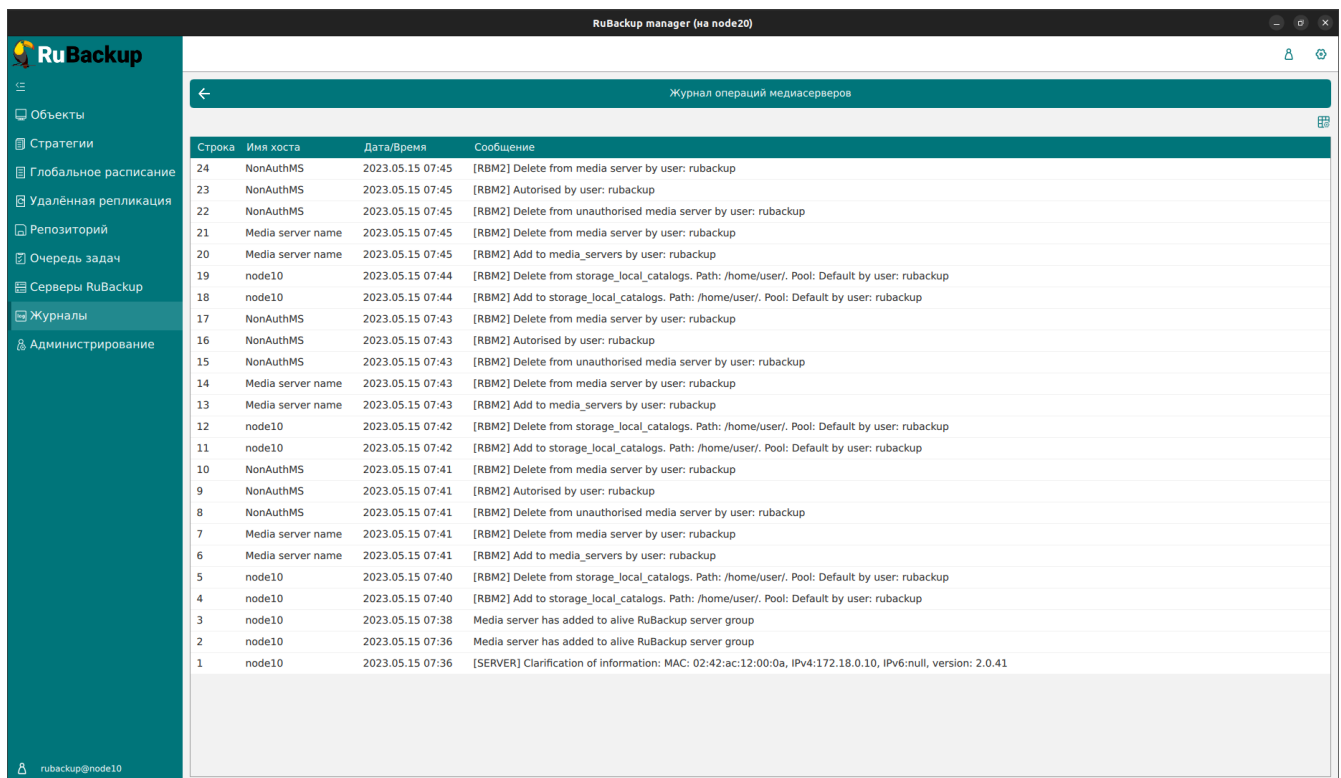 RuBackup manager (на node20)
RuBackup
Объекты
Стратегии
Глобальное расписание
Удалённая репликация
Репозиторий
Очередь задач
Серверы RuBackup
Журналы
Администрирование
rubackup@node10
Журнал операций медиасерверов
Строка Имя хоста Дата/Время Сообщение
24 NonAuthMS 2023.05.15 07:45 [RBM2] Delete from media server by user: rubackup
23 NonAuthMS 2023.05.15 07:45 [RBM2] Autorised by user: rubackup
22 NonAuthMS 2023.05.15 07:45 [RBM2] Delete from unauthorised media server by user: rubackup
21 Media server name 2023.05.15 07:45 [RBM2] Delete from media server by user: rubackup
20 Media server name 2023.05.15 07:45 [RBM2] Add to media_servers by user: rubackup
19 node10 2023.05.15 07:44 [RBM2] Delete from storage_local_catalogs. Path: /home/user/. Pool: Default by user: rubackup
18 node10 2023.05.15 07:44 [RBM2] Add to storage_local_catalogs. Path: /home/user/. Pool: Default by user: rubackup
17 NonAuthMS 2023.05.15 07:43 [RBM2] Delete from media server by user: rubackup
16 NonAuthMS 2023.05.15 07:43 [RBM2] Autorised by user: rubackup
15 NonAuthMS 2023.05.15 07:43 [RBM2] Delete from unauthorised media server by user: rubackup
14 Media server name 2023.05.15 07:43 [RBM2] Delete from media server by user: rubackup
13 Media server name 2023.05.15 07:43 [RBM2] Add to media_servers by user: rubackup
12 node10 2023.05.15 07:42 [RBM2] Delete from storage_local_catalogs. Path: /home/user/. Pool: Default by user: rubackup
11 node10 2023.05.15 07:42 [RBM2] Add to storage_local_catalogs. Path: /home/user/. Pool: Default by user: rubackup
10 NonAuthMS 2023.05.15 07:41 [RBM2] Delete from media server by user: rubackup
9 NonAuthMS 2023.05.15 07:41 [RBM2] Autorised by user: rubackup
8 NonAuthMS 2023.05.15 07:41 [RBM2] Delete from unauthorised media server by user: rubackup
7 Media server name 2023.05.15 07:41 [RBM2] Delete from media server by user: rubackup
6 Media server name 2023.05.15 07:41 [RBM2] Add to media_servers by user: rubackup
5 node10 2023.05.15 07:40 [RBM2] Delete from storage_local_catalogs. Path: /home/user/. Pool: Default by user: rubackup
4 node10 2023.05.15 07:40 [RBM2] Add to storage_local_catalogs. Path: /home/user/. Pool: Default by user: rubackup
3 node10 2023.05.15 07:38 Media server has added to alive RuBackup server group
2 node10 2023.05.15 07:36 Media server has added to alive RuBackup server group
1 node10 2023.05.15 07:36 [SERVER] Clarification of information: MAC: 02:42:ac:12:00:0a, IPv4:172.18.0.10, IPv6:null, version: 2.0.41